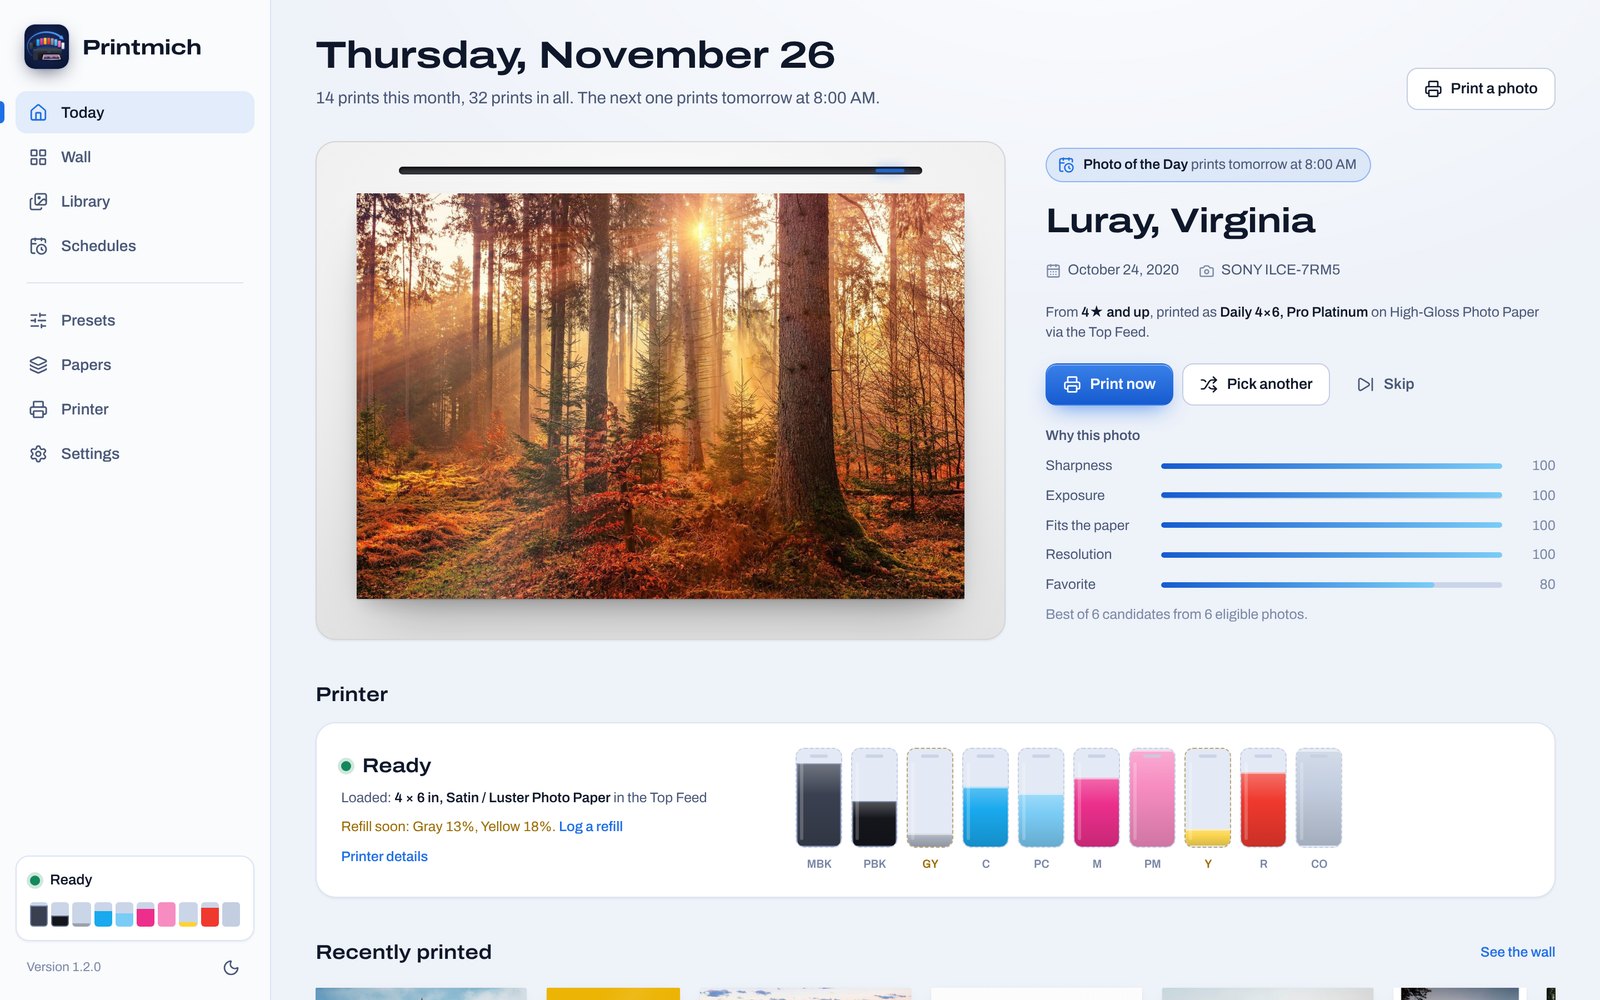 Printmich
Today
Wall
Library
Schedules
Presets
Papers
Printer
Settings
Ready
Version 1.2.0
Thursday, November 26
14 prints this month, 32 prints in all. The next one prints tomorrow at 8:00 AM.
Print a photo
Photo of the Day prints tomorrow at 8:00 AM
Luray, Virginia
October 24, 2020
SONY ILCE-7RM5
From 4★ and up, printed as Daily 4×6, Pro Platinum on High-Gloss Photo Paper
via the Top Feed.
Print now
Pick another
Skip
Why this photo
Sharpness 100
Exposure 100
Fits the paper 100
Resolution 100
Favorite 80
Best of 6 candidates from 6 eligible photos.
Printer
Ready
Loaded: 4 × 6 in, Satin / Luster Photo Paper in the Top Feed
Refill soon: Gray 13%, Yellow 18%. Log a refill
Printer details
MBK PBK GY C PC M PM Y R CO
Recently printed
See the wall